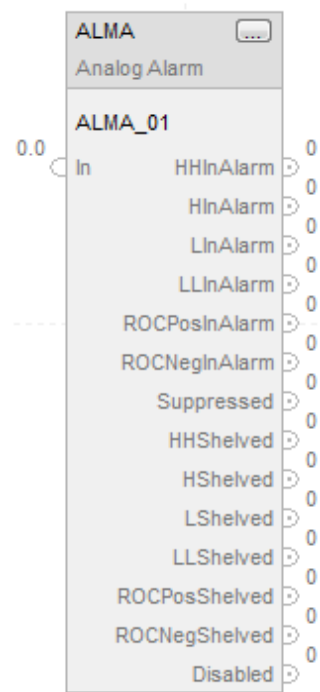 ALMA ...
Analog Alarm
ALMA_01
0.0 In HHInAlarm 0
HInAlarm 0
LInAlarm 0
LLInAlarm 0
ROCPosInAlarm 0
ROCNegInAlarm 0
Suppressed 0
HHShelved 0
HShelved 0
LShelved 0
LLShelved 0
ROCPosShelved 0
ROCNegShelved 0
Disabled 0